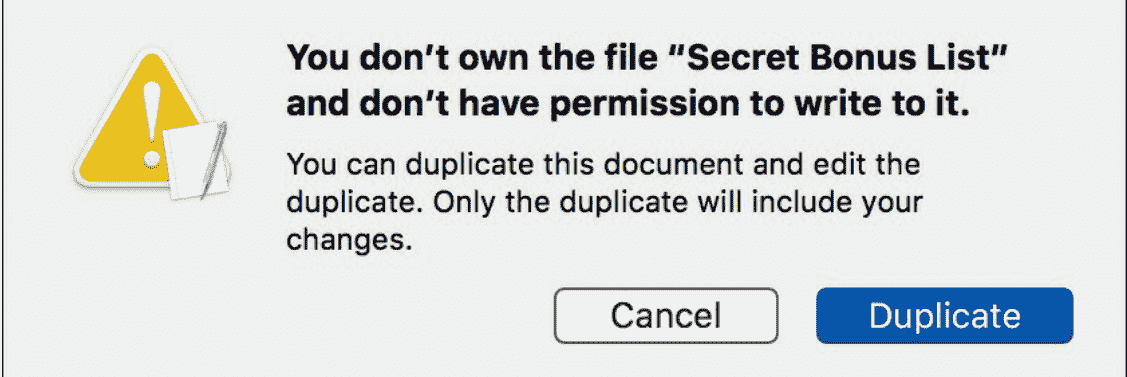 You don’t own the file “Secret Bonus List”
and don’t have permission to write to it.
You can duplicate this document and edit the
duplicate. Only the duplicate will include your
changes.
Cancel
Duplicate